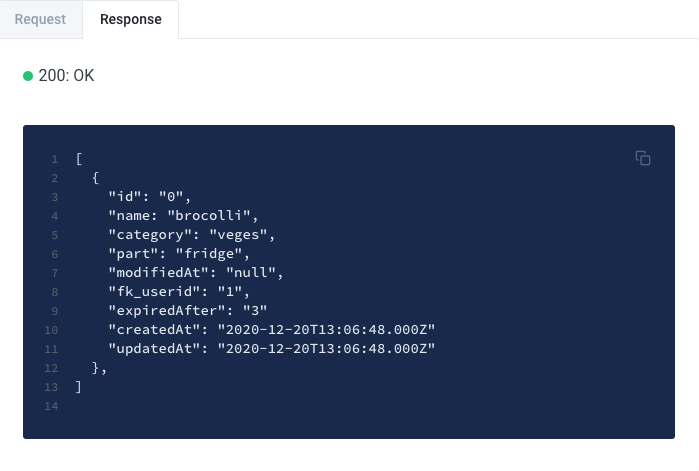 Request Response
200: OK
1 [
2 {
3 "id": "0",
4 "name: "brocolli",
5 "category": "veges",
6 "part": "fridge",
7 "modifiedAt": "null",
8 "fk_userid": "1",
9 "expiredAfter": "3"
10 "createdAt": "2020-12-20T13:06:48.000Z"
11 "updatedAt": "2020-12-20T13:06:48.000Z"
12 },
13 ]
14